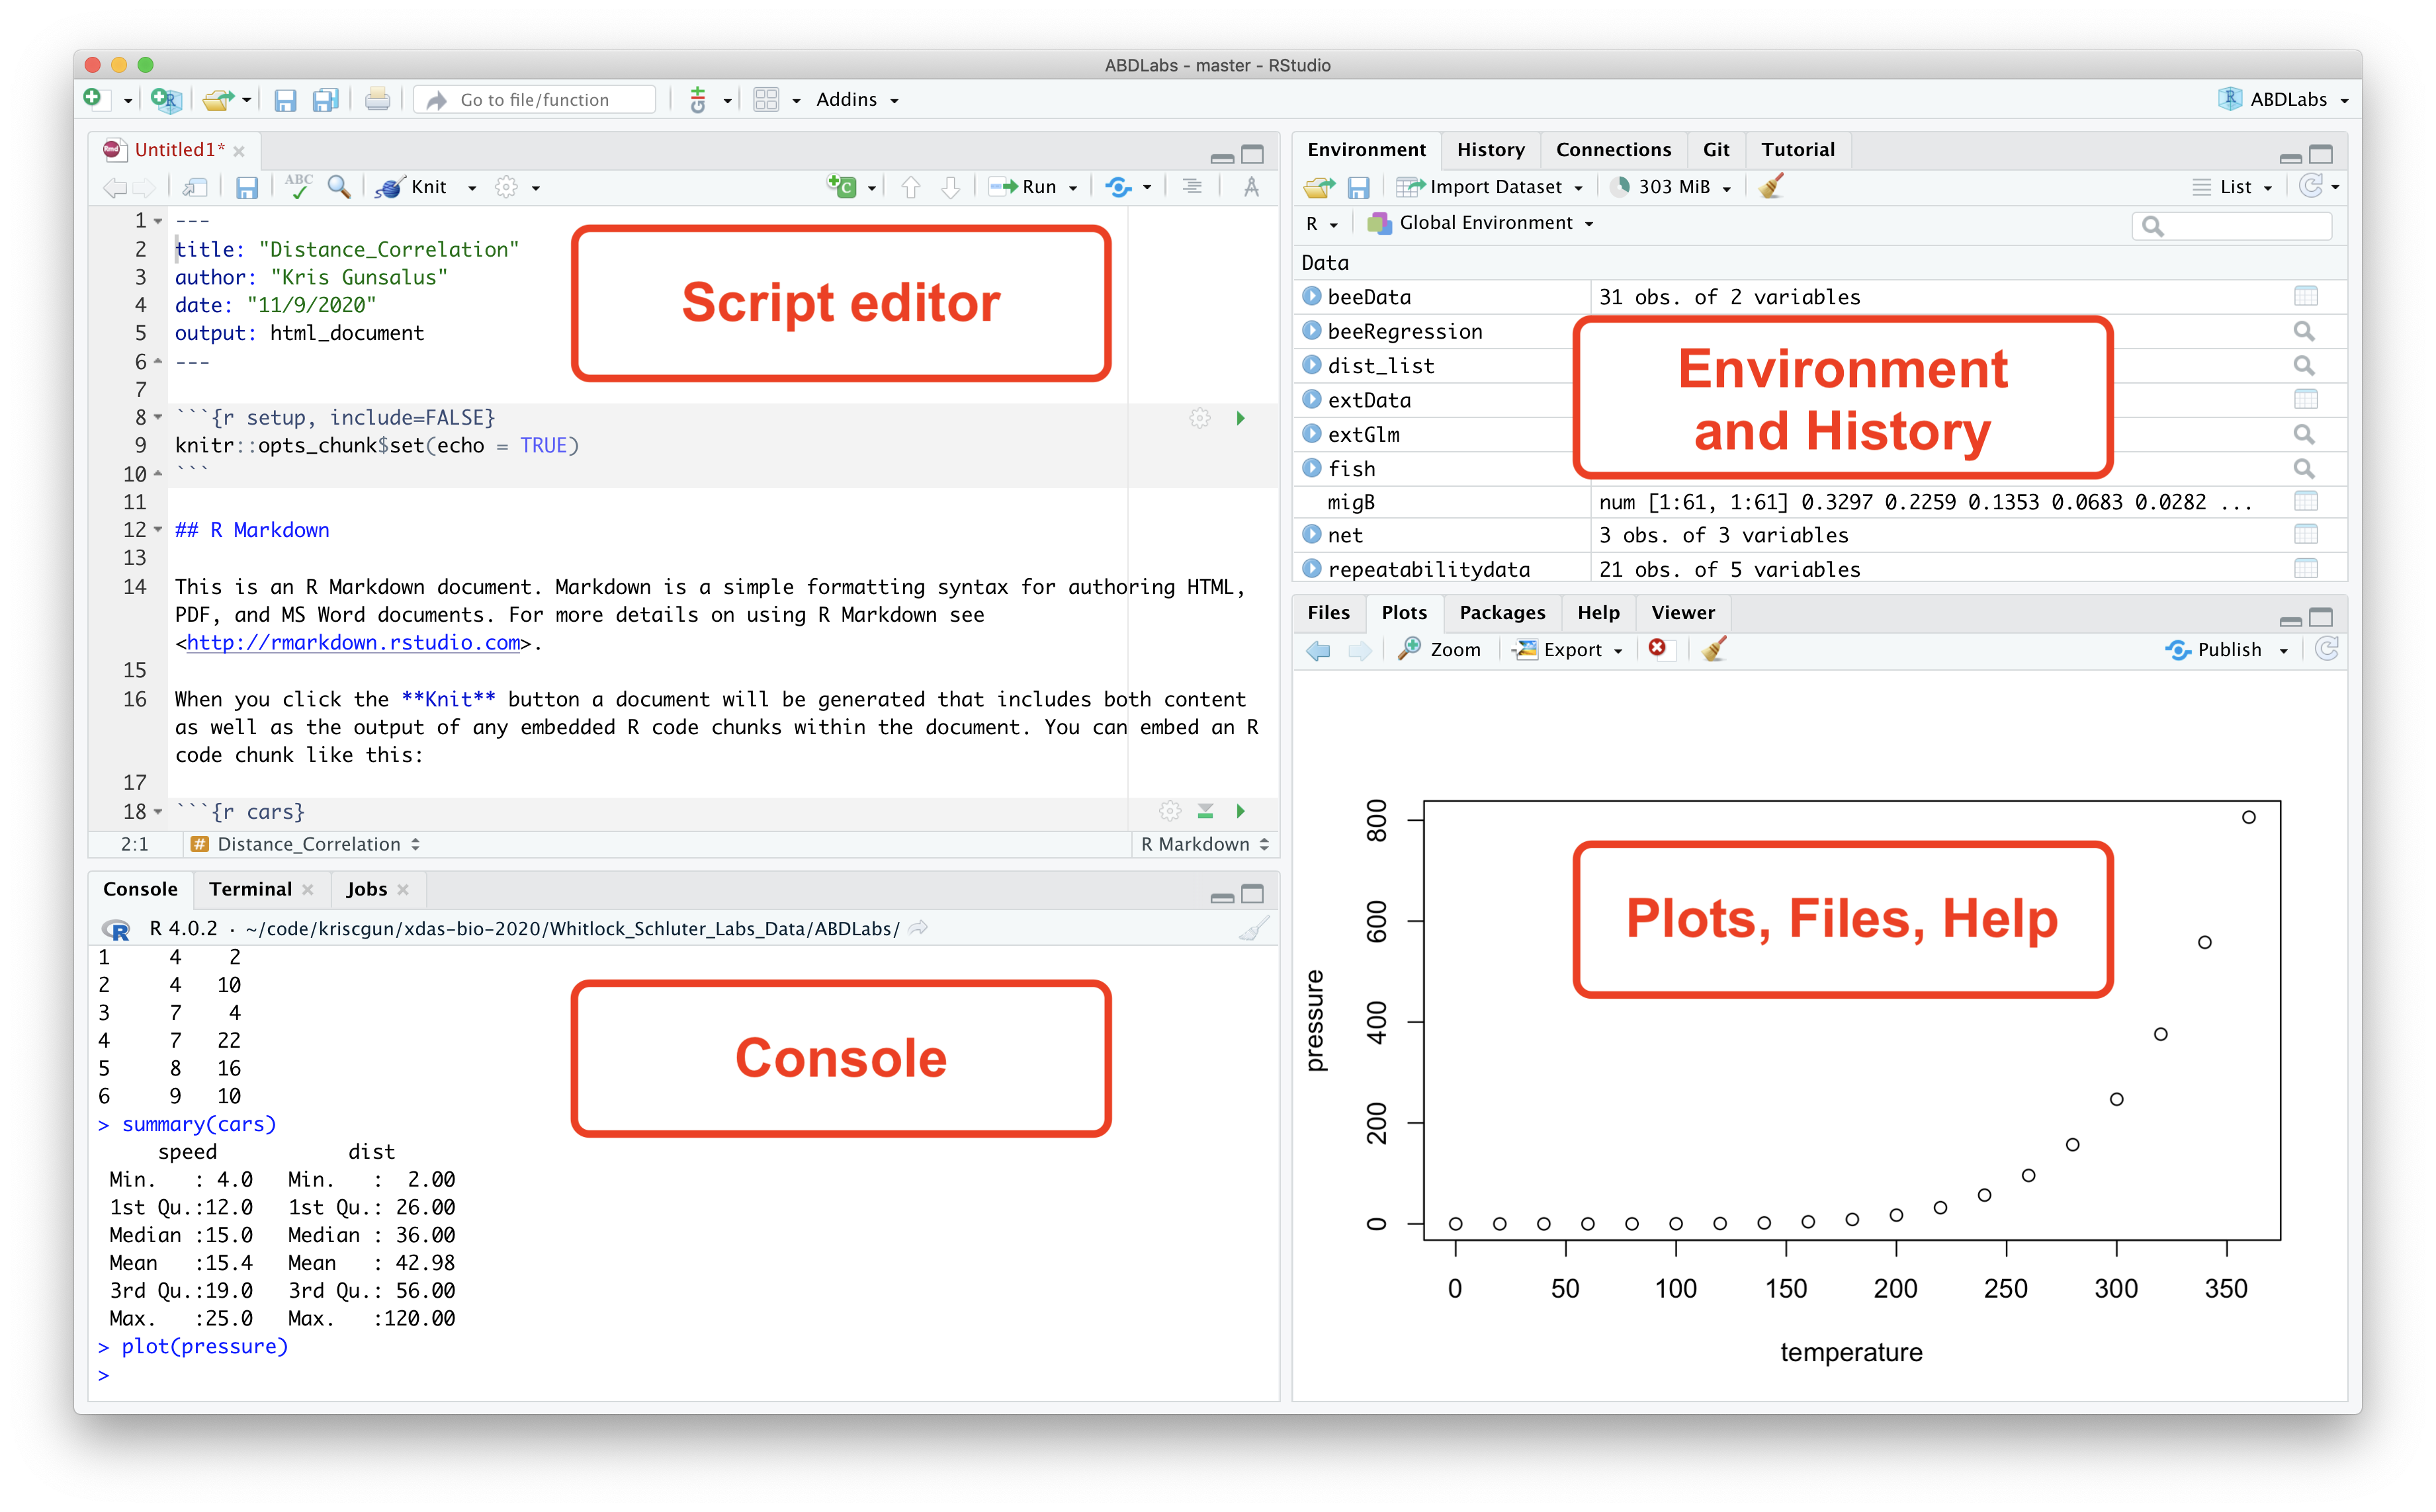 ABDLabs - master - RStudio
Go to file/function
Addins
ABDLabs
Untitled1*
ABC
Knit
Run
1 ---
2 title: "Distance_Correlation"
3 author: "Kris Gunsalus"
4 date: "11/9/2020"
5 output: html_document
6 ---
7
8 ```{r setup, include=FALSE}
9 knitr::opts_chunk$set(echo = TRUE)
10 ```
11
12 ## R Markdown
13
14 This is an R Markdown document. Markdown is a simple formatting syntax for authoring HTML,
PDF, and MS Word documents. For more details on using R Markdown see
<http://rmarkdown.rstudio.com>.
15
16 When you click the **Knit** button a document will be generated that includes both content
as well as the output of any embedded R code chunks within the document. You can embed an R
code chunk like this:
17
18 ```{r cars}
2:1 # Distance_Correlation R Markdown
Script editor
Console Terminal Jobs
R 4.0.2 · ~/code/kriscgun/xdas-bio-2020/Whitlock_Schluter_Labs_Data/ABDLabs/
1 4 2
2 4 10
3 7 4
4 7 22
5 8 16
6 9 10
> summary(cars)
speed dist
Min. : 4.0 Min. : 2.00
1st Qu.:12.0 1st Qu.: 26.00
Median :15.0 Median : 36.00
Mean :15.4 Mean : 42.98
3rd Qu.:19.0 3rd Qu.: 56.00
Max. :25.0 Max. :120.00
> plot(pressure)
>
Console
Environment History Connections Git Tutorial
Import Dataset 303 MiB List
R Global Environment
Data
beeData 31 obs. of 2 variables
beeRegression
dist_list
extData
extGlm
fish
migB num [1:61, 1:61] 0.3297 0.2259 0.1353 0.0683 0.0282 ...
net 3 obs. of 3 variables
repeatabilitydata 21 obs. of 5 variables
Environment
and History
Files Plots Packages Help Viewer
Zoom Export Publish
Plots, Files, Help
800
600
400
200
0
pressure
0 50 100 150 200 250 300 350
temperature